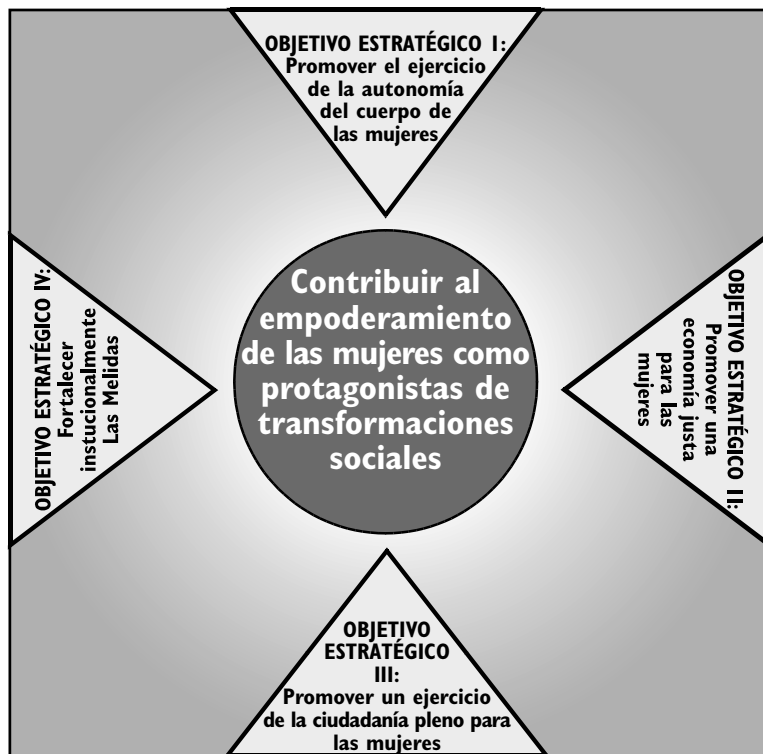 OBJETIVO ESTRATÉGICO I:
Promover el ejercicio
de la autonomía
del cuerpo de
las mujeres
Contribuir al
empoderamiento
de las mujeres como
protagonistas de
transformaciones
sociales
OBJETIVO ESTRATÉGICO II:
Promover una
economía justa
para las
mujeres
OBJETIVO
ESTRATÉGICO
III:
Promover un ejercicio
de la ciudadanía pleno para
las mujeres
OBJETIVO ESTRATÉGICO IV:
Fortalecer
instucionalmente
Las Melidas